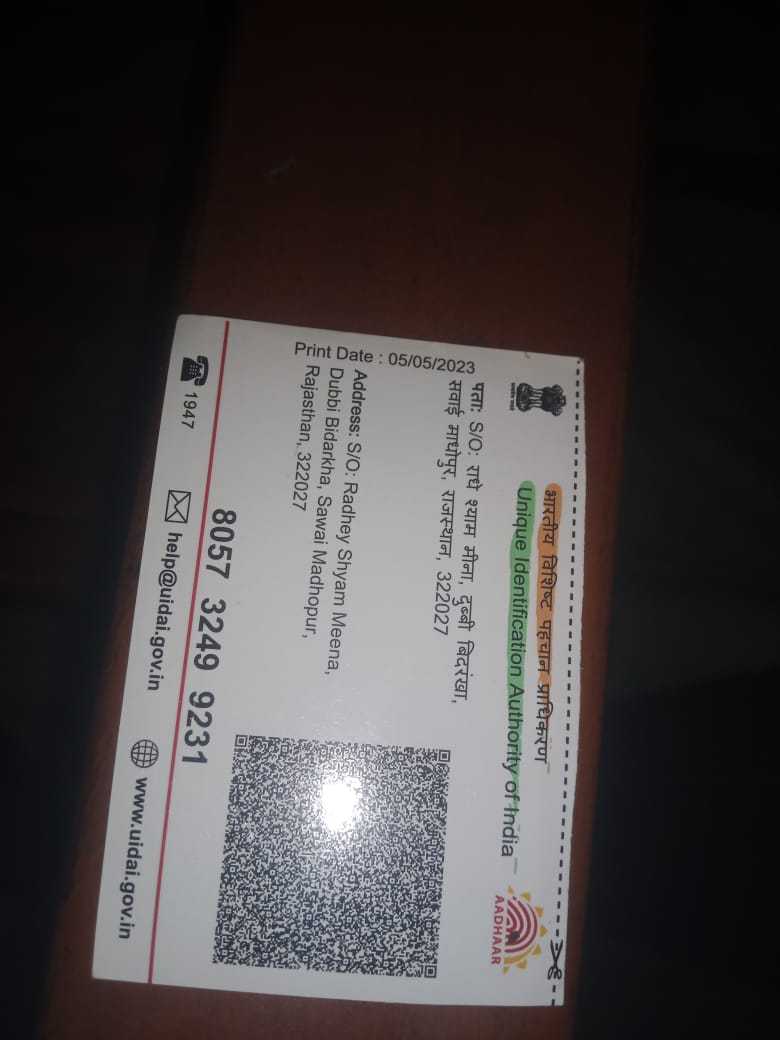 भारतीय विशिष्ट पहचान प्राधिकरण
Unique Identification Authority of India
AADHAAR
पता: S/O: राधे श्याम मीना, दुब्बी बिदरखा,
सवाई माधोपुर, राजस्थान, 322027
Print Date : 05/05/2023
Address: S/O: Radhey Shyam Meena,
Dubbi Bidarkha, Sawai Madhopur,
Rajasthan, 322027
8057 3249 9231
1947
help@uidai.gov.in
www.uidai.gov.in